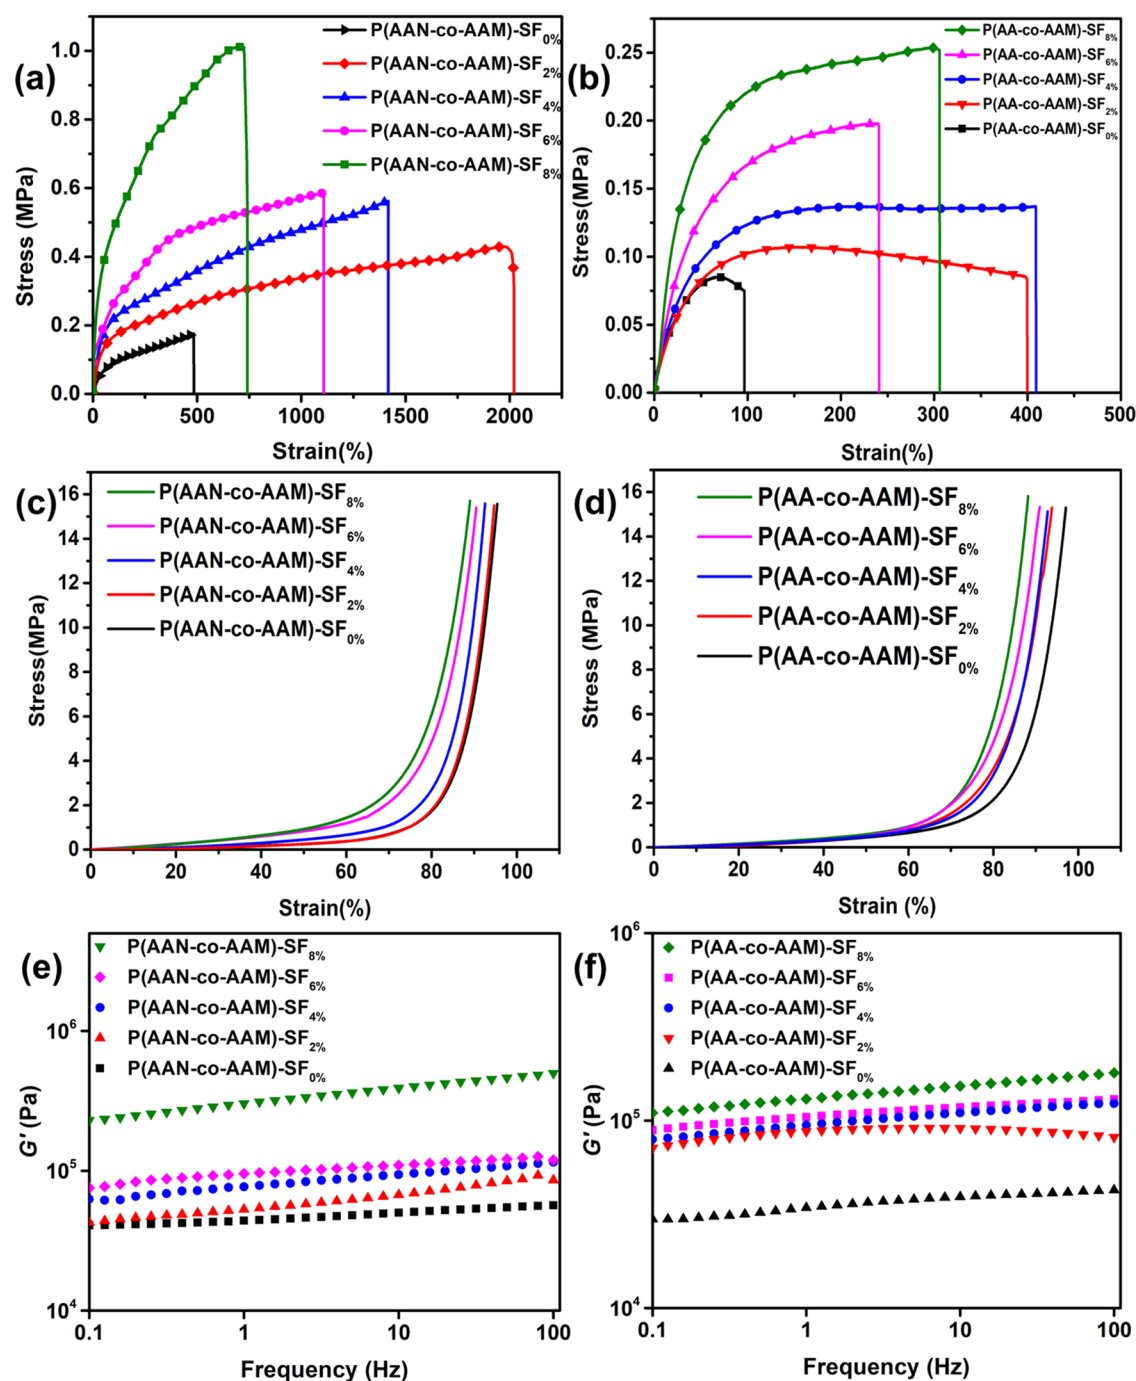 (a)
P(AAN-co-AAM)-SF0%
P(AAN-co-AAM)-SF2%
P(AAN-co-AAM)-SF4%
P(AAN-co-AAM)-SF6%
P(AAN-co-AAM)-SF8%
Stress (MPa)
1.0
0.8
0.6
0.4
0.2
0.0
0 500 1000 1500 2000
Strain(%)
(b)
P(AA-co-AAM)-SF8%
P(AA-co-AAM)-SF6%
P(AA-co-AAM)-SF4%
P(AA-co-AAM)-SF2%
P(AA-co-AAM)-SF0%
Stress(MPa)
0.25
0.20
0.15
0.10
0.05
0.00
0 100 200 300 400 500
Strain(%)
(c)
P(AAN-co-AAM)-SF8%
P(AAN-co-AAM)-SF6%
P(AAN-co-AAM)-SF4%
P(AAN-co-AAM)-SF2%
P(AAN-co-AAM)-SF0%
Stress(MPa)
16
14
12
10
8
6
4
2
0
0 20 40 60 80 100
Strain(%)
(d)
P(AA-co-AAM)-SF8%
P(AA-co-AAM)-SF6%
P(AA-co-AAM)-SF4%
P(AA-co-AAM)-SF2%
P(AA-co-AAM)-SF0%
Stress (MPa)
16
14
12
10
8
6
4
2
0
0 20 40 60 80 100
Strain (%)
(e)
P(AAN-co-AAM)-SF8%
P(AAN-co-AAM)-SF6%
P(AAN-co-AAM)-SF4%
P(AAN-co-AAM)-SF2%
P(AAN-co-AAM)-SF0%
G' (Pa)
10^6
10^5
10^4
0.1 1 10 100
Frequency (Hz)
(f)
P(AA-co-AAM)-SF8%
P(AA-co-AAM)-SF6%
P(AA-co-AAM)-SF4%
P(AA-co-AAM)-SF2%
P(AA-co-AAM)-SF0%
G' (Pa)
10^6
10^5
10^4
0.1 1 10 100
Frequency (Hz)